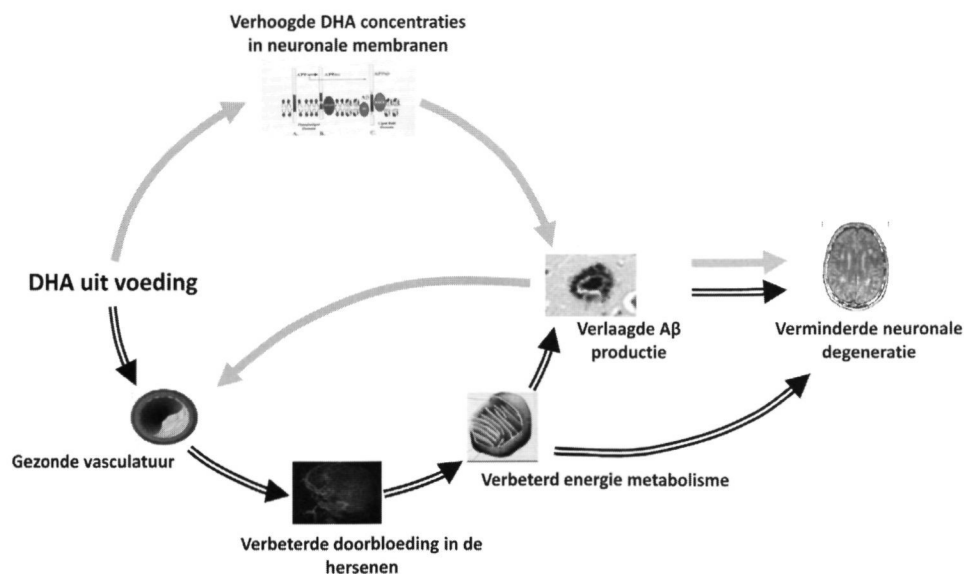 Verhoogde DHA concentraties
in neuronale membranen
DHA uit voeding
Verlaagde Aβ
productie
Verminderde neuronale
degeneratie
Gezonde vasculatuur
Verbeterd energie metabolisme
Verbeterde doorbloeding in de
hersenen